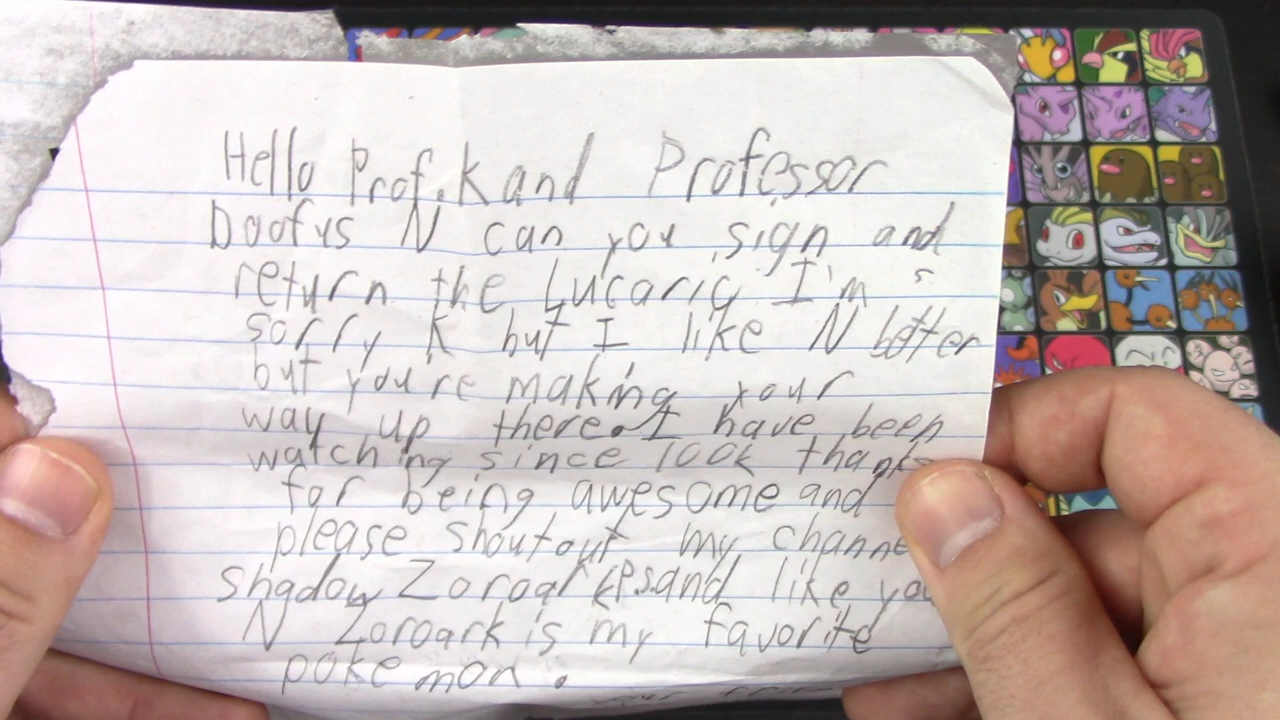 Hello Prof.K and Professor
Doofus N can you sign and
return the Lucario I'm
sorry K but I like N better
but you're making your
way up there. I have been
watching since 100k thanks
for being awesome and
please shoutout my channe
shadow Zoroark P.S. and like you
N Zoroark is my favorite
pokemon.